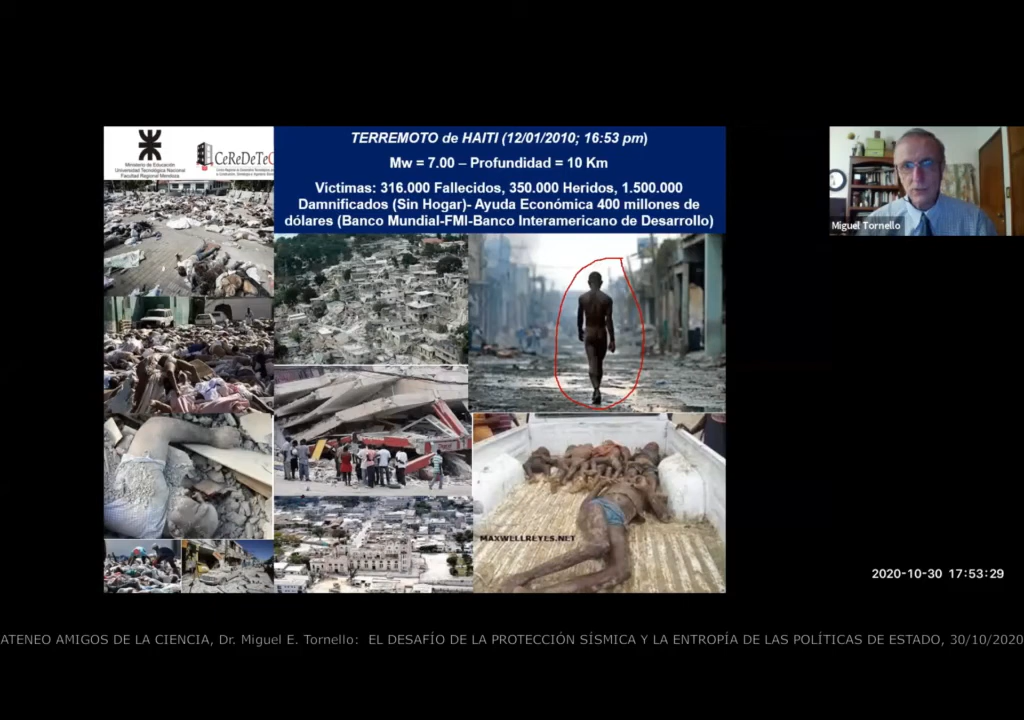 Ministerio de Educación
Universidad Tecnológica Nacional
Facultad Regional Mendoza
CeReDeTeC
TERREMOTO de HAITI (12/01/2010; 16:53 pm)
Mw = 7.00 – Profundidad = 10 Km
Victimas: 316.000 Fallecidos, 350.000 Heridos, 1.500.000
Damnificados (Sin Hogar)- Ayuda Económica 400 millones de
dólares (Banco Mundial-FMI-Banco Interamericano de Desarrollo)
Miguel Tornello
MAXWELLREYES.NET
2020-10-30 17:53:29
ATENEO AMIGOS DE LA CIENCIA, Dr. Miguel E. Tornello: EL DESAFÍO DE LA PROTECCIÓN SÍSMICA Y LA ENTROPÍA DE LAS POLÍTICAS DE ESTADO, 30/10/2020